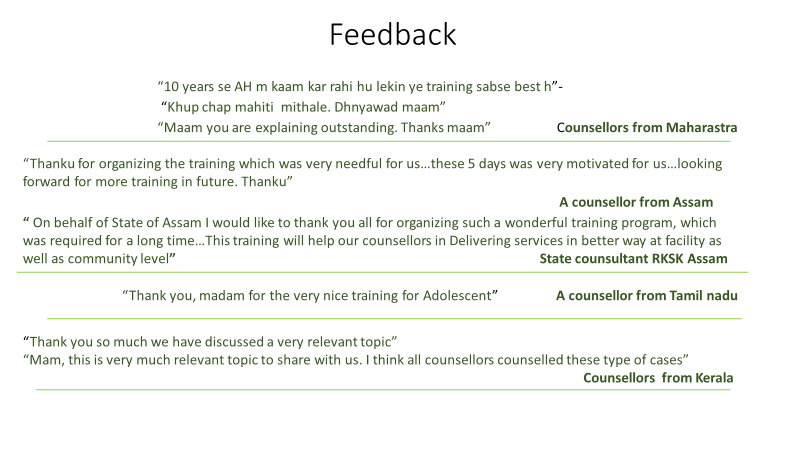 Feedback
“10 years se AH m kaam kar rahi hu lekin ye training sabse best h”-
“Khup chap mahiti mithale. Dhnyawad maam”
“Maam you are explaining outstanding. Thanks maam” Counsellors from Maharastra
“Thanku for organizing the training which was very needful for us…these 5 days was very motivated for us…looking
forward for more training in future. Thanku”
A counsellor from Assam
“ On behalf of State of Assam I would like to thank you all for organizing such a wonderful training program, which
was required for a long time…This training will help our counsellors in Delivering services in better way at facility as
well as community level” State counsultant RKSK Assam
“Thank you, madam for the very nice training for Adolescent” A counsellor from Tamil nadu
“Thank you so much we have discussed a very relevant topic”
“Mam, this is very much relevant topic to share with us. I think all counsellors counselled these type of cases”
Counsellors from Kerala